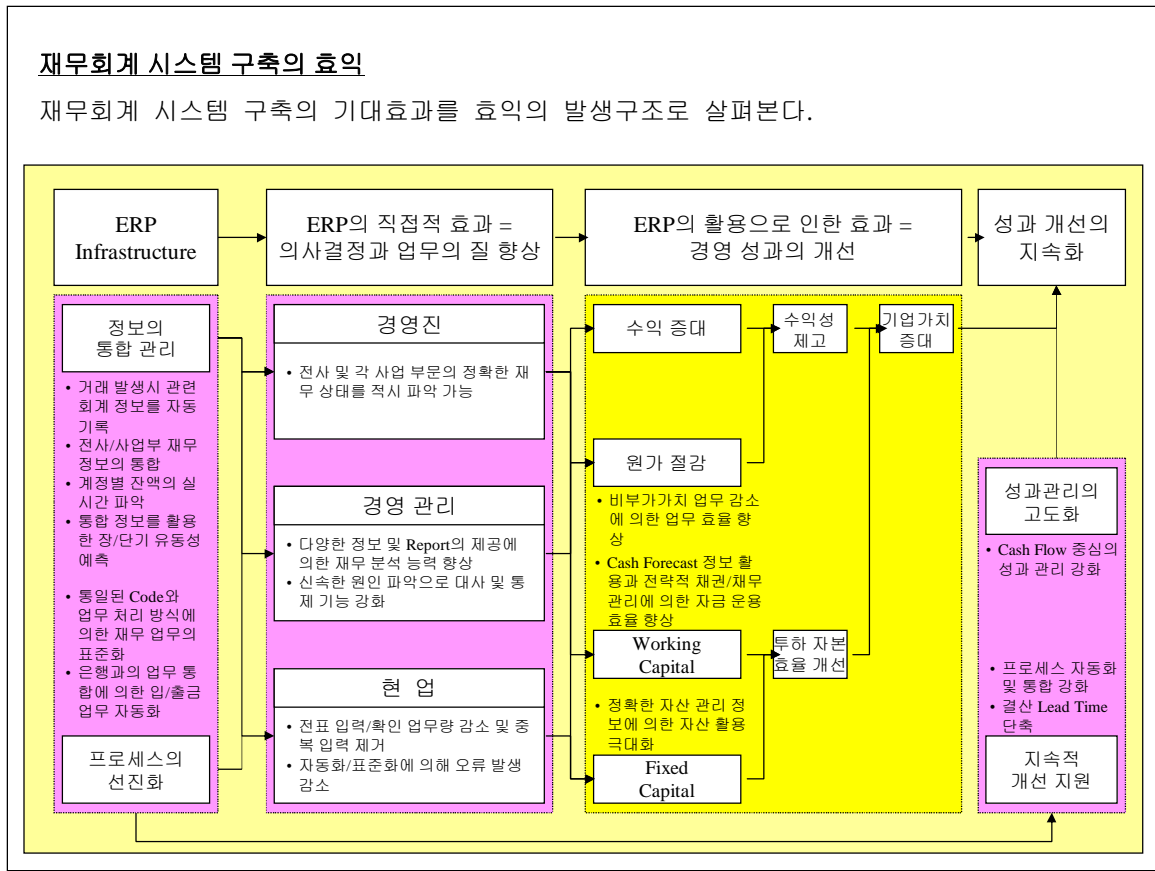 재무회계 시스템 구축의 효익
재무회계 시스템 구축의 기대효과를 효익의 발생구조로 살펴본다.
ERP
Infrastructure
ERP의 직접적 효과 =
의사결정과 업무의 질 향상
ERP의 활용으로 인한 효과 =
경영 성과의 개선
성과 개선의
지속화
정보의
통합 관리
• 거래 발생시 관련
회계 정보를 자동
기록
• 전사/사업부 재무
정보의 통합
• 계정별 잔액의 실
시간 파악
• 통합 정보를 활용
한 장/단기 유동성
예측
• 통일된 Code와
업무 처리 방식에
의한 재무 업무의
표준화
• 은행과의 업무 통
합에 의한 입/출금
업무 자동화
프로세스의
선진화
경영진
• 전사 및 각 사업 부문의 정확한 재
무 상태를 적시 파악 가능
경영 관리
• 다양한 정보 및 Report의 제공에
의한 재무 분석 능력 향상
• 신속한 원인 파악으로 대사 및 통
제 기능 강화
현 업
• 전표 입력/확인 업무량 감소 및 중
복 입력 제거
• 자동화/표준화에 의해 오류 발생
감소
수익 증대
수익성
제고
기업가치
증대
원가 절감
• 비부가가치 업무 감소
에 의한 업무 효율 향
상
• Cash Forecast 정보 활
용과 전략적 채권/채무
관리에 의한 자금 운용
효율 향상
Working
Capital
투하 자본
효율 개선
• 정확한 자산 관리 정
보에 의한 자산 활용
극대화
Fixed
Capital
성과관리의
고도화
• Cash Flow 중심의
성과 관리 강화
• 프로세스 자동화
및 통합 강화
• 결산 Lead Time
단축
지속적
개선 지원